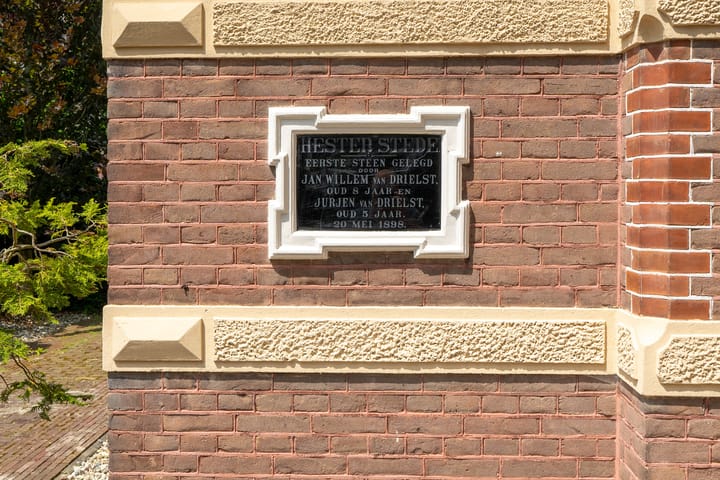 HESTER STEDE.
EERSTE STEEN GELEGD
DOOR
JAN WILLEM VAN DRIELST,
OUD 8 JAAR EN
JURJEN VAN DRIELST,
OUD 5 JAAR.
20 MEI 1898.